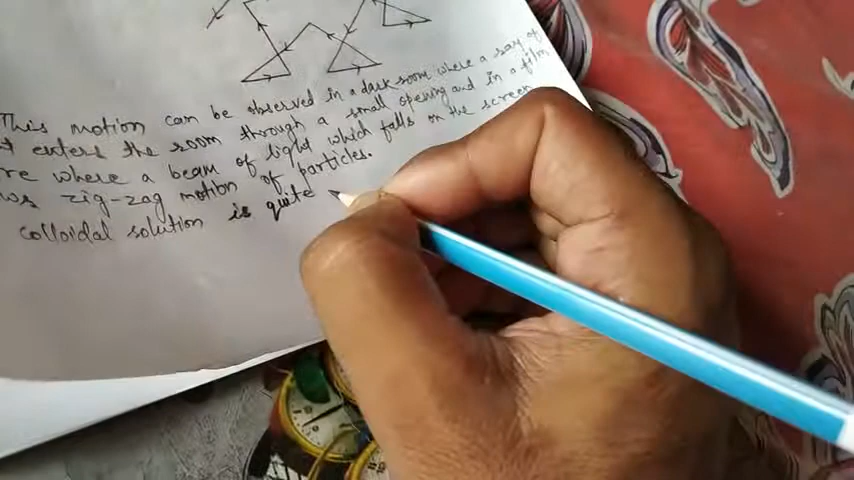 This motion can be observed in a dark room where a ray of
enters the room through a small opening and in a film
re where a beam of light which falls on the screen
ws zig-zag motion of particles.
colloidal solution is quite